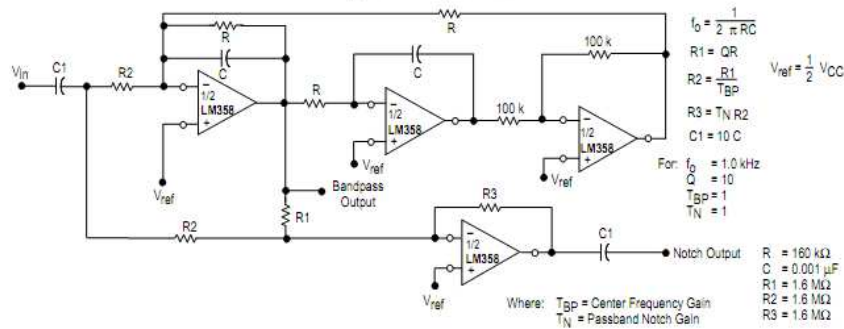 R
R
C
C
100 k
Vin
C1
R2
R
100 k
1/2
LM358
1/2
LM358
1/2
LM358
Vref
Vref
Vref
Bandpass
Output
R1
R2
R3
1/2
LM358
C1
Notch Output
Vref
fo = 1 / 2 π RC
R1 = QR
R2 = R1 / TBP
R3 = TN R2
C1 = 10 C
Vref = 1/2 VCC
For: fo = 1.0 kHz
Q = 10
TBP = 1
TN = 1
R = 160 kΩ
C = 0.001 µF
R1 = 1.6 MΩ
R2 = 1.6 MΩ
R3 = 1.6 MΩ
Where: TBP = Center Frequency Gain
TN = Passband Notch Gain